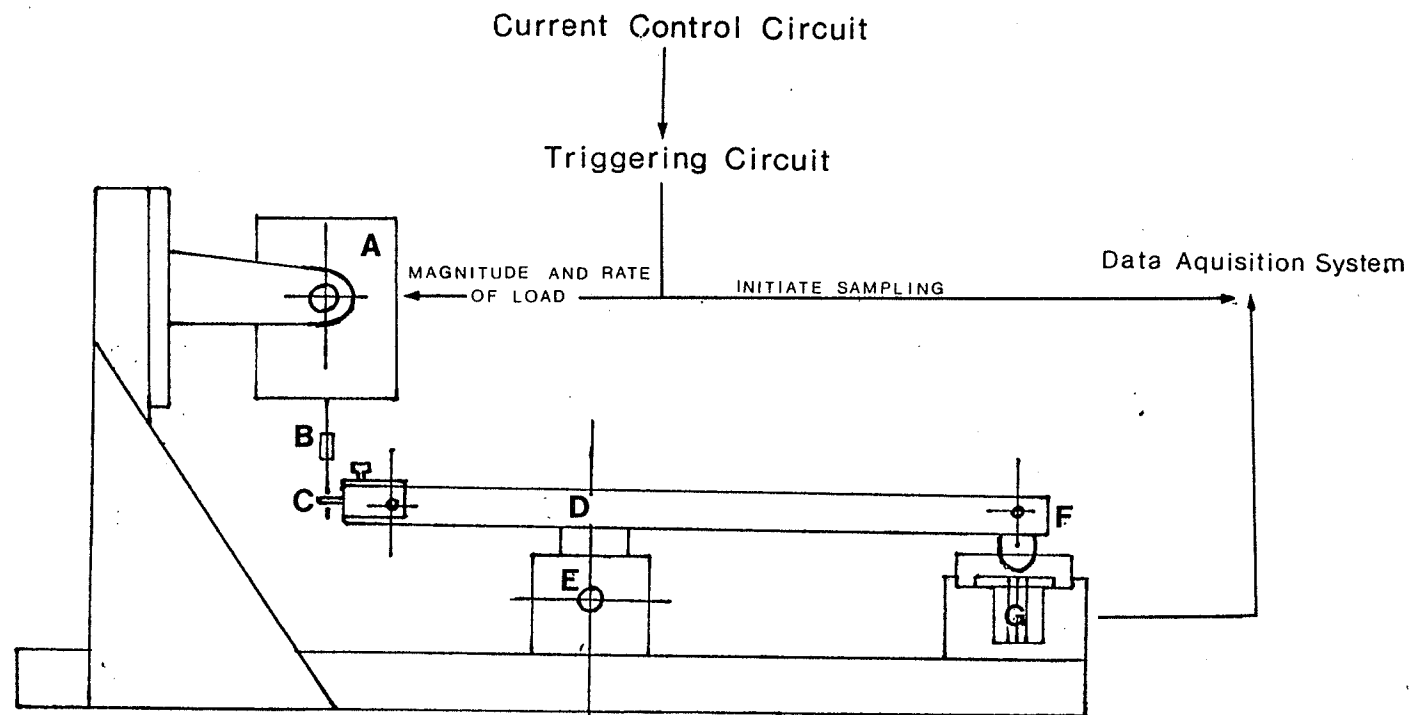 Current Control Circuit
Triggering Circuit
A
MAGNITUDE AND RATE
OF LOAD
INITIATE SAMPLING
Data Aquisition System
B
C
D
F
E
G